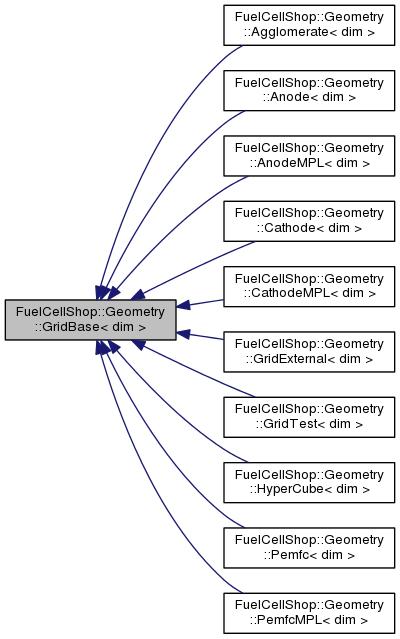 FuelCellShop::Geometry
::Agglomerate< dim >
FuelCellShop::Geometry
::Anode< dim >
FuelCellShop::Geometry
::AnodeMPL< dim >
FuelCellShop::Geometry
::Cathode< dim >
FuelCellShop::Geometry
::CathodeMPL< dim >
FuelCellShop::Geometry
::GridBase< dim >
FuelCellShop::Geometry
::GridExternal< dim >
FuelCellShop::Geometry
::GridTest< dim >
FuelCellShop::Geometry
::HyperCube< dim >
FuelCellShop::Geometry
::Pemfc< dim >
FuelCellShop::Geometry
::PemfcMPL< dim >